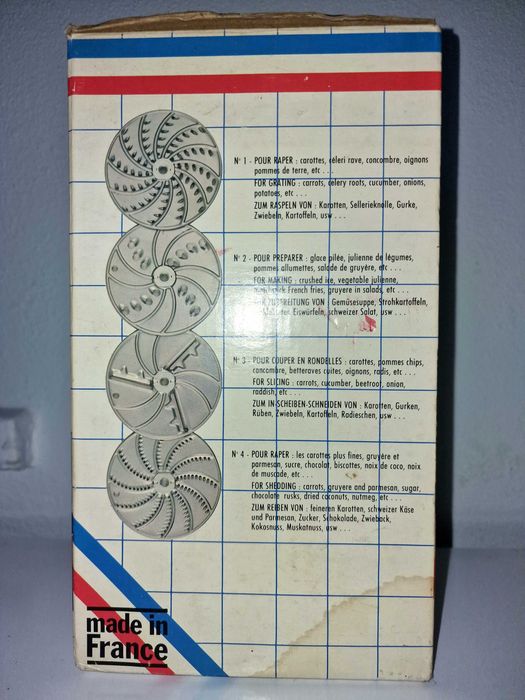 N° 1 - POUR RAPER : carottes, céleri rave, concombre, oignons
pommes de terre, etc . . .
FOR GRATING : carrots, celery roots, cucumber, onions,
potatoes, etc . . .
ZUM RASPELN VON : Karotten, Sellerieknolle, Gurke,
Zwiebeln, Kartoffeln, usw . . .
N° 2 - POUR PREPARER : glace pilée, julienne de légumes,
pommes allumettes, salade de gruyère, etc . . .
FOR MAKING : crushed ice, vegetable julienne,
French fries, gruyere in salads, etc . . .
ZUBEREITUNG VON : Gemüsesuppe, Strohkartoffeln,
Eiswürfeln, schweizer Salat, usw . . .
N° 3 - POUR COUPER EN RONDELLES : carottes, pommes chips,
concombre, betteraves cuites, oignons, radis, etc . . .
FOR SLICING : carrots, cucumber, beetroot, onion,
raddish, etc . . .
ZUM IN-SCHEIBEN-SCHNEIDEN VON : Karotten, Gurken,
Rüben, Zwiebeln, Kartoffeln, Radieschen, usw . . .
N° 4 - POUR RAPER : les carottes plus fines, gruyère et
parmesan, sucre, chocolat, biscottes, noix de coco, noix
de muscade, etc . . .
FOR SHEDDING : carrots, gruyere and parmesan, sugar,
chocolate rusks, dried coconuts, nutmeg, etc . . .
ZUM REIBEN VON : feineren Karotten, schweizer Käse
und Parmesan, Zucker, Schokolade, Zwieback,
Kokosnuss, Muskatnuss, usw . . .
made in
France